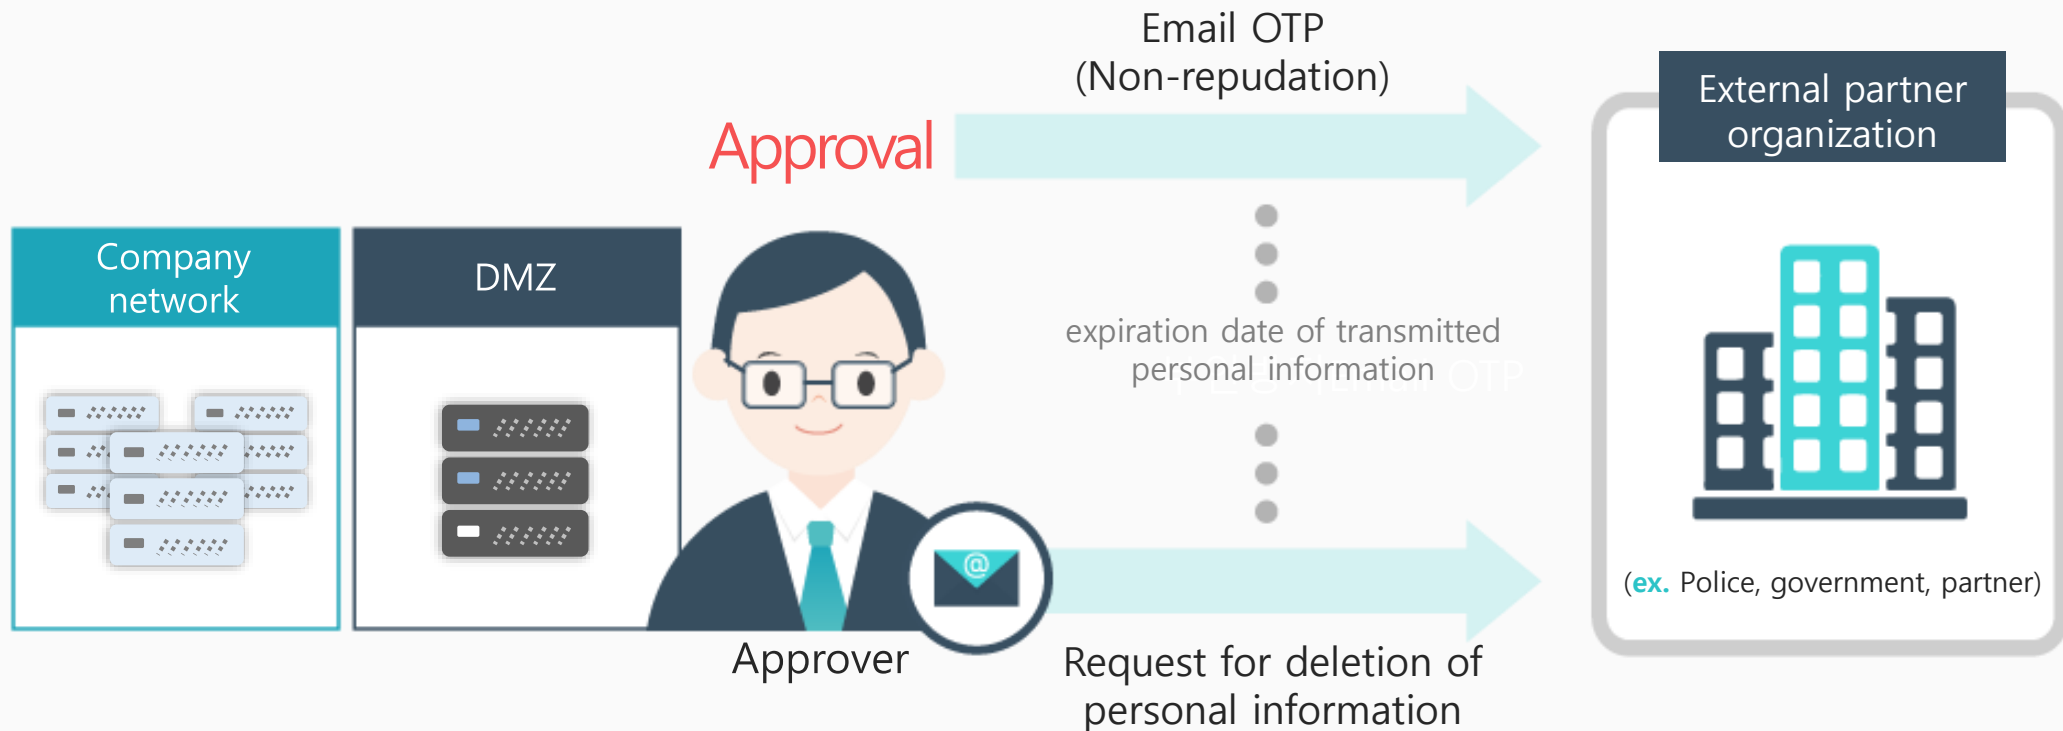 Email OTP
(Non-repudation)
Approval
External partner
organization
Company
network
DMZ
expiration date of transmitted
personal information
OTP
@
(ex. Police, government, partner)
Approver
Request for deletion of
personal information